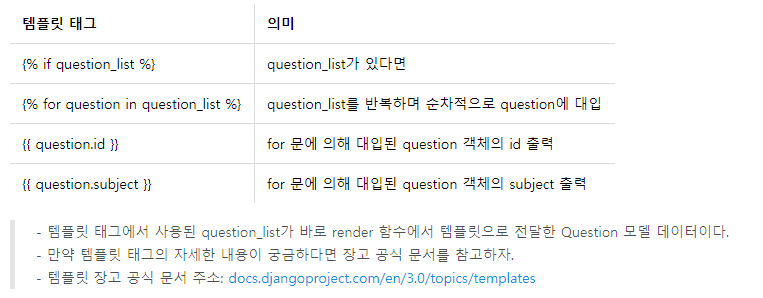 템플릿 태그 의미
{% if question_list %} question_list가 있다면
{% for question in question_list %} question_list를 반복하며 순차적으로 question에 대입
{{ question.id }} for 문에 의해 대입된 question 객체의 id 출력
{{ question.subject }} for 문에 의해 대입된 question 객체의 subject 출력
- 템플릿 태그에서 사용된 question_list가 바로 render 함수에서 템플릿으로 전달한 Question 모델 데이터이다.
- 만약 템플릿 태그의 자세한 내용이 궁금하다면 장고 공식 문서를 참고하자.
- 템플릿 장고 공식 문서 주소: docs.djangoproject.com/en/3.0/topics/templates